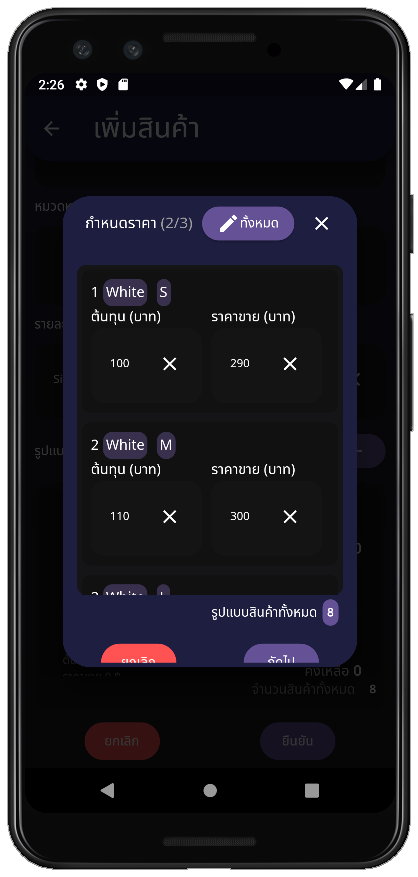 2:26
เพิ่มสินค้า
กำหนดราคา (2/3) ทั้งหมด
1 White S
ต้นทุน (บาท) ราคาขาย (บาท)
100 290
2 White M
ต้นทุน (บาท) ราคาขาย (บาท)
110 300
White
รูปแบบสินค้าทั้งหมด 8
ยกเลิก ถัดไป
คงเหลือ 0
จำนวนสินค้าทั้งหมด 8
ยกเลิก ยืนยัน